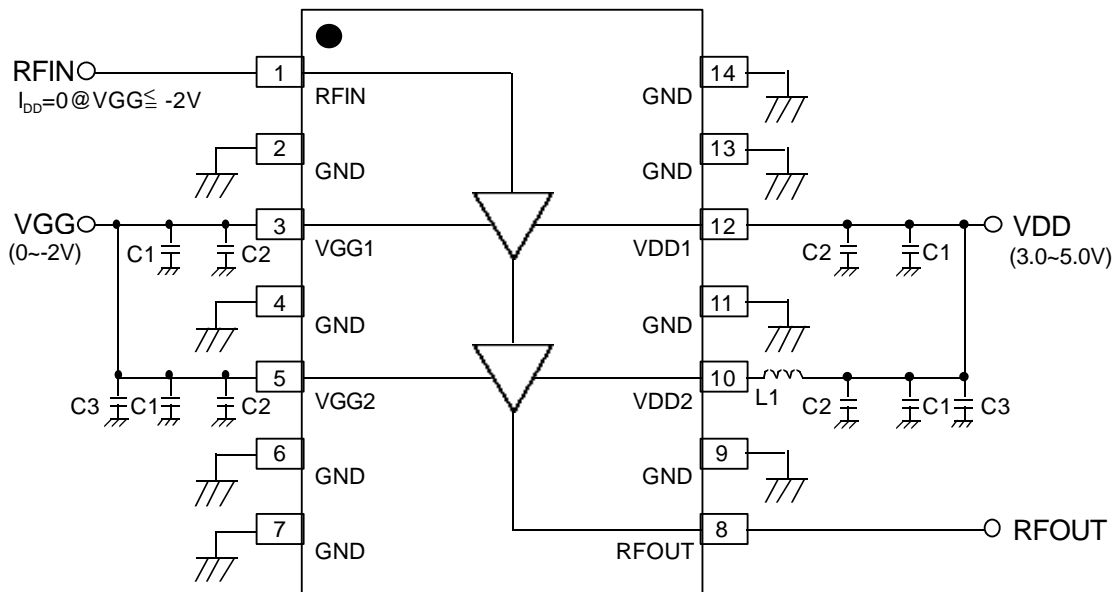 RFIN
1
RFIN
14
GND
I_DD=0@VGG≦ -2V
2
GND
13
GND
VGG
(0~-2V)
C1
C2
3
VGG1
12
VDD1
C2
C1
VDD
(3.0~5.0V)
4
GND
11
GND
C3
C1
C2
5
VGG2
10
VDD2
L1
C2
C1
C3
6
GND
9
GND
7
GND
8
RFOUT
RFOUT